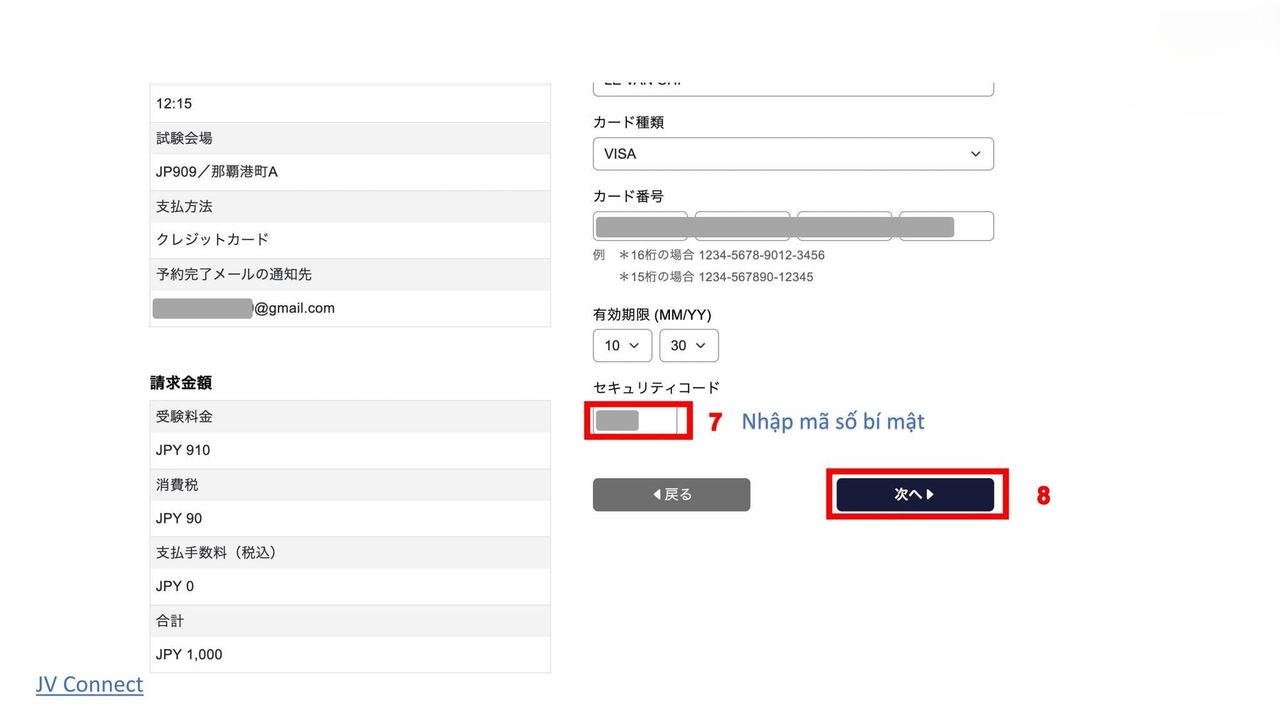 12:15
試験会場
JP909／那覇港町A
支払方法
クレジットカード
予約完了メールの通知先
@gmail.com
請求金額
受験料金
JPY 910
消費税
JPY 90
支払手数料（税込）
JPY 0
合計
JPY 1,000
カード種類
VISA
カード番号
例 ＊16桁の場合 1234-5678-9012-3456
＊15桁の場合 1234-567890-12345
有効期限 (MM/YY)
10 30
セキュリティコード
7 Nhập mã số bí mật
戻る
次へ
8
JV Connect